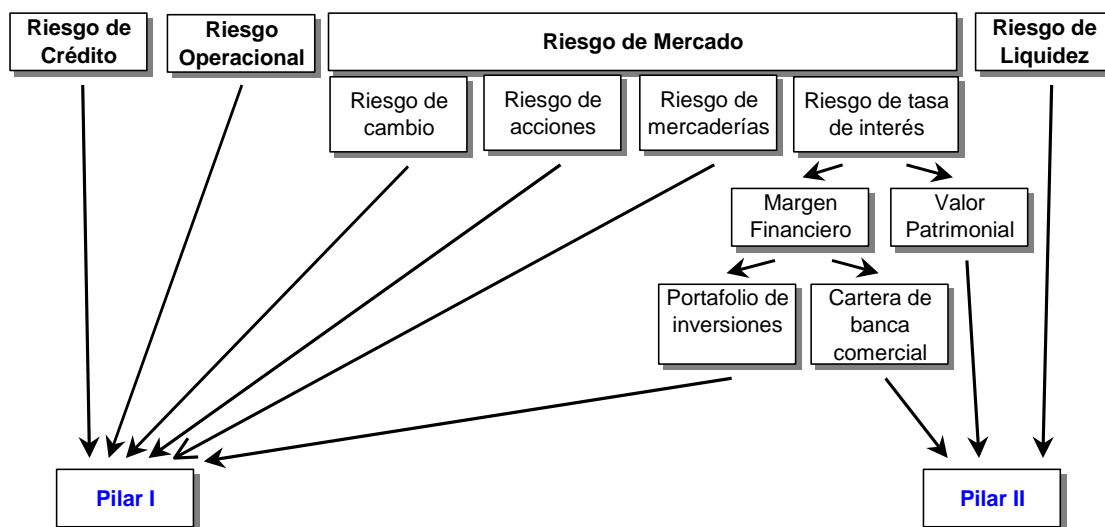 Riesgo de
Crédito
Riesgo
Operacional
Riesgo de Mercado
Riesgo de
Liquidez
Riesgo de
cambio
Riesgo de
acciones
Riesgo de
mercaderías
Riesgo de tasa
de interés
Margen
Financiero
Valor
Patrimonial
Portafolio de
inversiones
Cartera de
banca
comercial
Pilar I
Pilar II